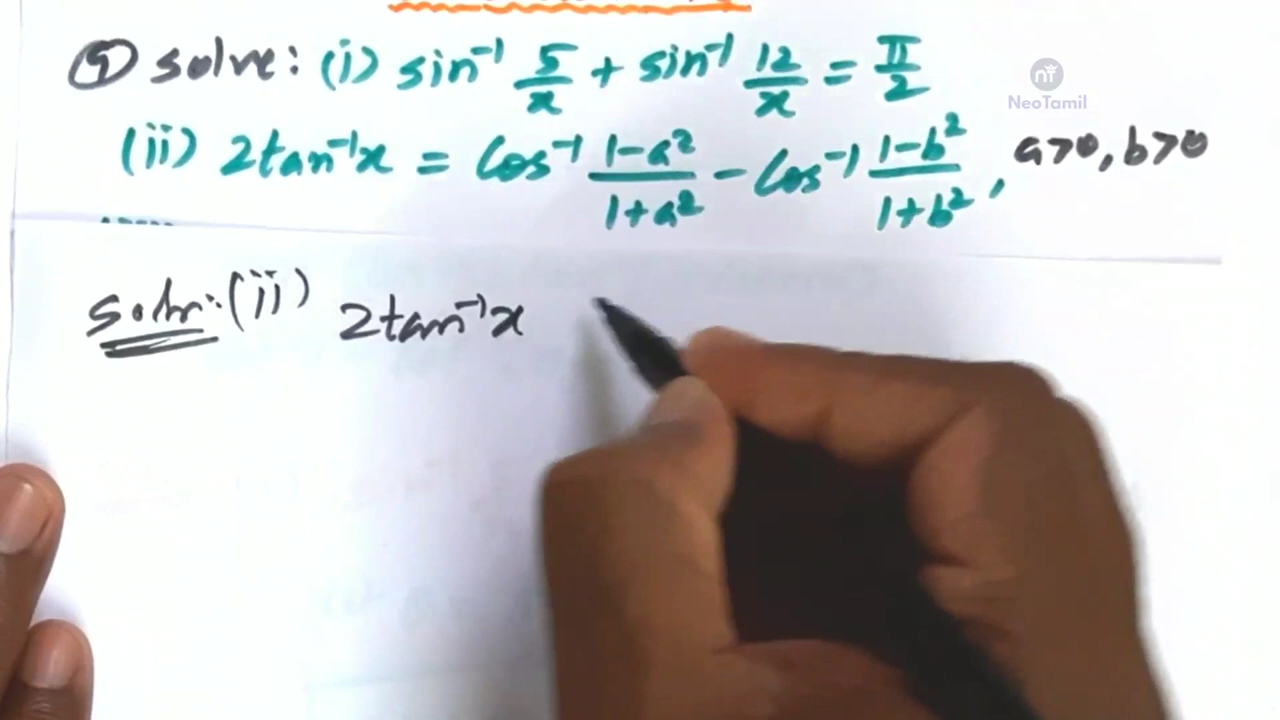 9) solve: (i) sin⁻¹ 5/x + sin⁻¹ 12/x = π/2
NeoTamil
(ii) 2tan⁻¹x = cos⁻¹ (1-a²)/(1+a²) - cos⁻¹ (1-b²)/(1+b²), a>0, b>0
soln: (ii) 2tan⁻¹x